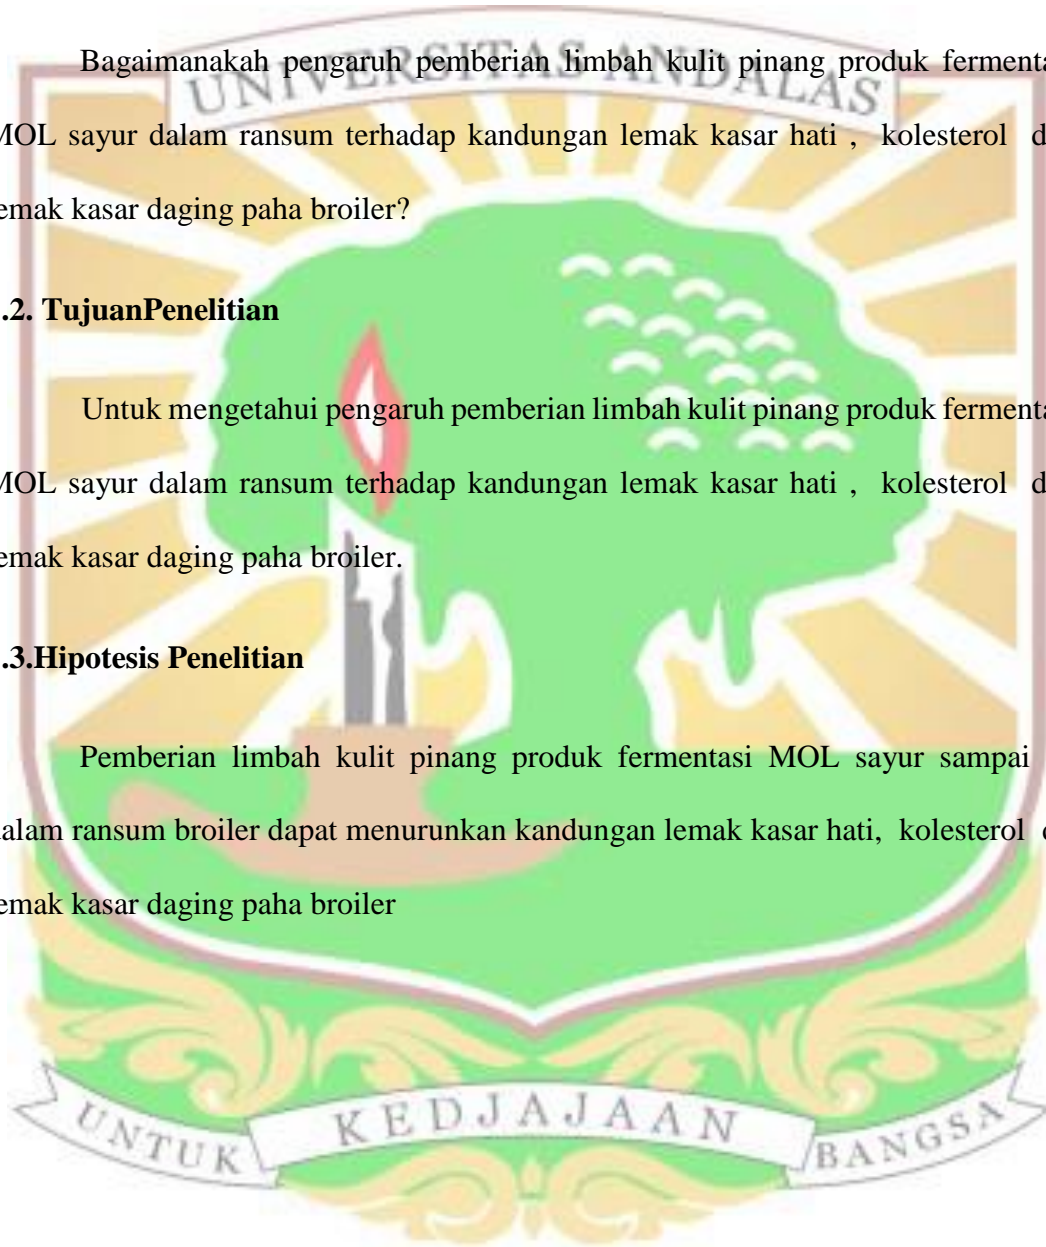 UNIVERSITAS ANDALAS
Bagaimanakah pengaruh pemberian limbah kulit pinang produk fermenta
MOL sayur dalam ransum terhadap kandungan lemak kasar hati , kolesterol d
emak kasar daging paha broiler?
.2. TujuanPenelitian
Untuk mengetahui pengaruh pemberian limbah kulit pinang produk fermenta
MOL sayur dalam ransum terhadap kandungan lemak kasar hati , kolesterol d
emak kasar daging paha broiler.
.3.Hipotesis Penelitian
Pemberian limbah kulit pinang produk fermentasi MOL sayur sampai
dalam ransum broiler dapat menurunkan kandungan lemak kasar hati, kolesterol d
emak kasar daging paha broiler
UNTUK KEDJAJAAN BANGSA